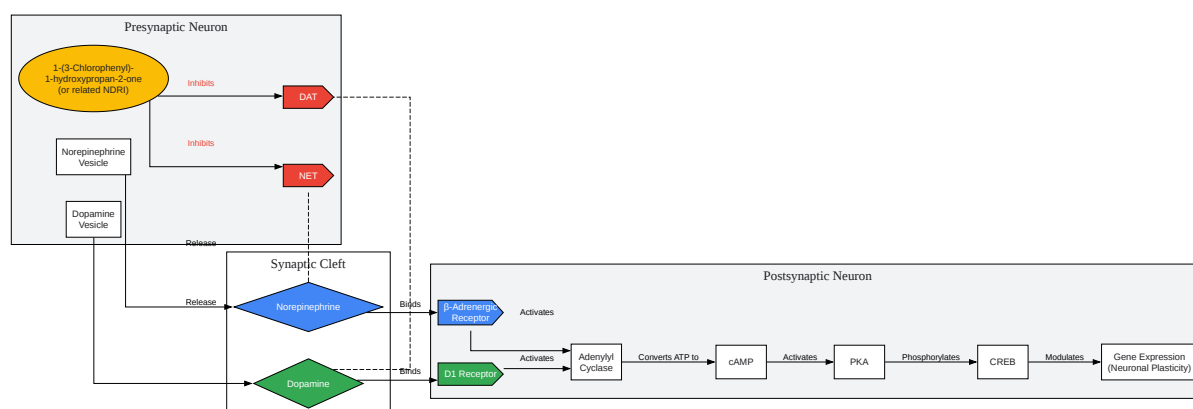 Presynaptic Neuron
1-(3-Chlorophenyl)-
1-hydroxypropan-2-one
(or related NDRI)
Inhibits
DAT
Inhibits
NET
Norepinephrine
Vesicle
Dopamine
Vesicle
Release
Release
Synaptic Cleft
Norepinephrine
Dopamine
Binds
Binds
Postsynaptic Neuron
β-Adrenergic
Receptor
Activates
D1 Receptor
Activates
Adenylyl
Cyclase
Converts ATP to
cAMP
Activates
PKA
Phosphorylates
CREB
Modulates
Gene Expression
(Neuronal Plasticity)